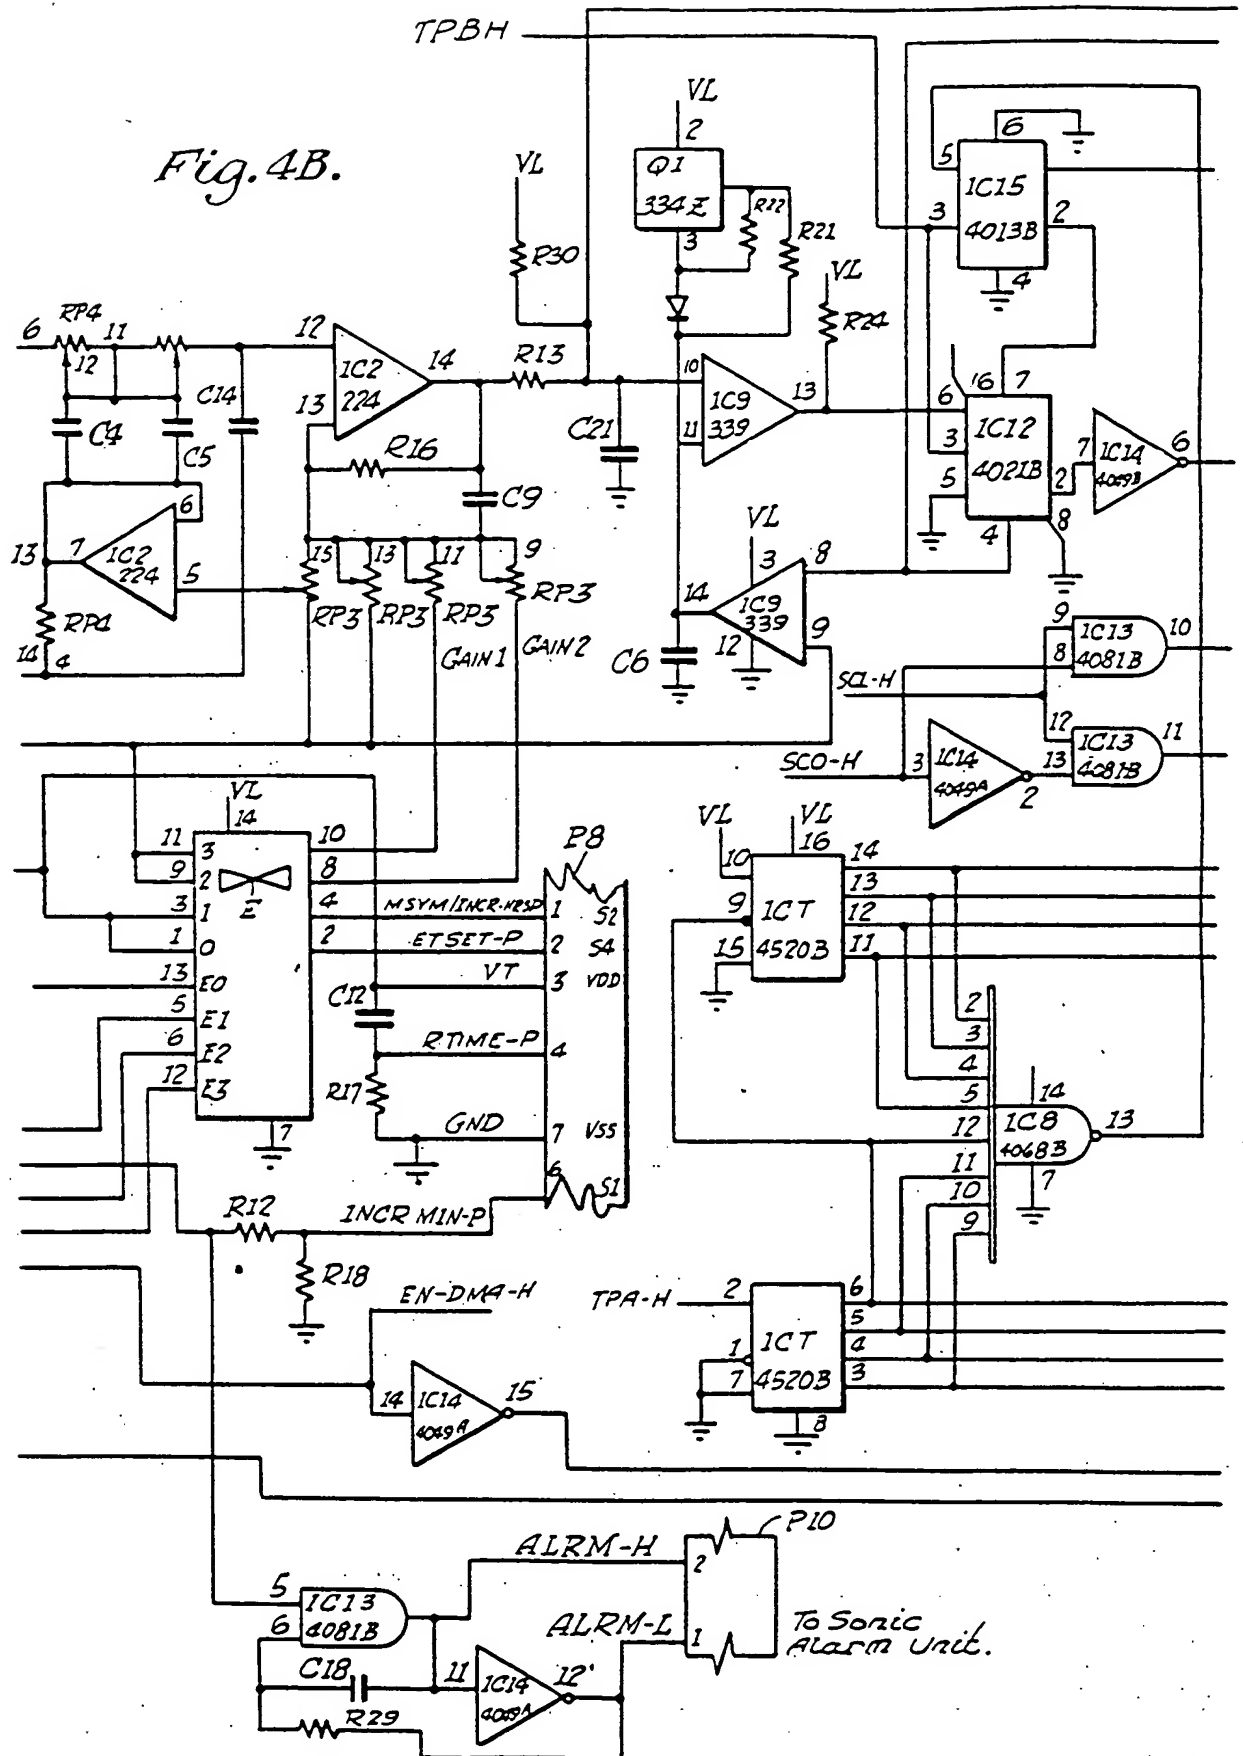 Fig. 4B.
TPBH
VL
2
Q1
334Z
3
R22
R21
VL
R30
VL
R24
6
5
IC15
4013B
3
2
4
6
RP4
11
12
C14
C4
C5
12
IC2
224
13
14
R13
R16
C9
C21
10
11
IC9
339
13
16
7
6
3
5
IC12
4021B
2
4
8
7
IC14
4049B
6
13
7
IC2
224
6
5
RP4
14
4
15
13
11
9
RP3
RP3
RP3
RP3
GAIN 1
GAIN 2
VL
3
8
14
IC9
339
12
9
C6
9
8
IC13
4081B
10
SC1-H
12
13
IC13
4081B
11
SCO-H
3
IC14
4049A
2
VL
14
11
3
10
9
2
8
3
1
4
1
0
2
E
13
E0
5
E1
6
E2
12
E3
7
P8
MSYM/INCR.HRSP
1
S2
ETSET-P
2
S4
VT
3
VDD
C12
RTIME-P
4
R17
GND
7
VSS
6
S1
INCR MIN-P
R12
R18
VL
VL
10
16
14
9
13
IC7
12
15
4520B
11
2
3
4
5
12
11
10
9
14
IC8
4068B
13
7
EN-DMA-H
14
IC14
4049A
15
TPA-H
2
6
5
1
IC7
4
7
4520B
3
8
P10
ALRM-H
2
5
IC13
6
4081B
ALRM-L
1
To Sonic
Alarm Unit.
C18
11
IC14
4049A
12
R29